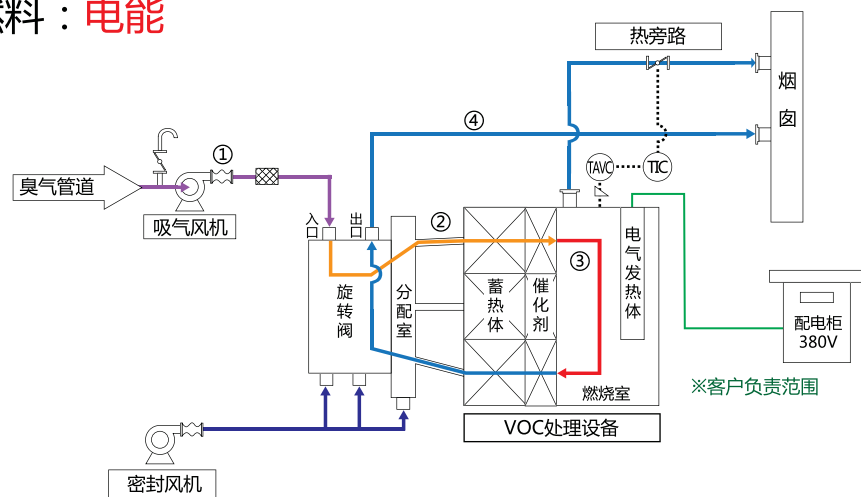 燃料：电能
热旁路
烟囱
④
①
TAVC
TIC
臭气管道
吸气风机
入口
出口
②
③
旋转阀
分配室
蓄热体
催化剂
电气发热体
配电柜
380V
燃烧室
※客户负责范围
VOC处理设备
密封风机